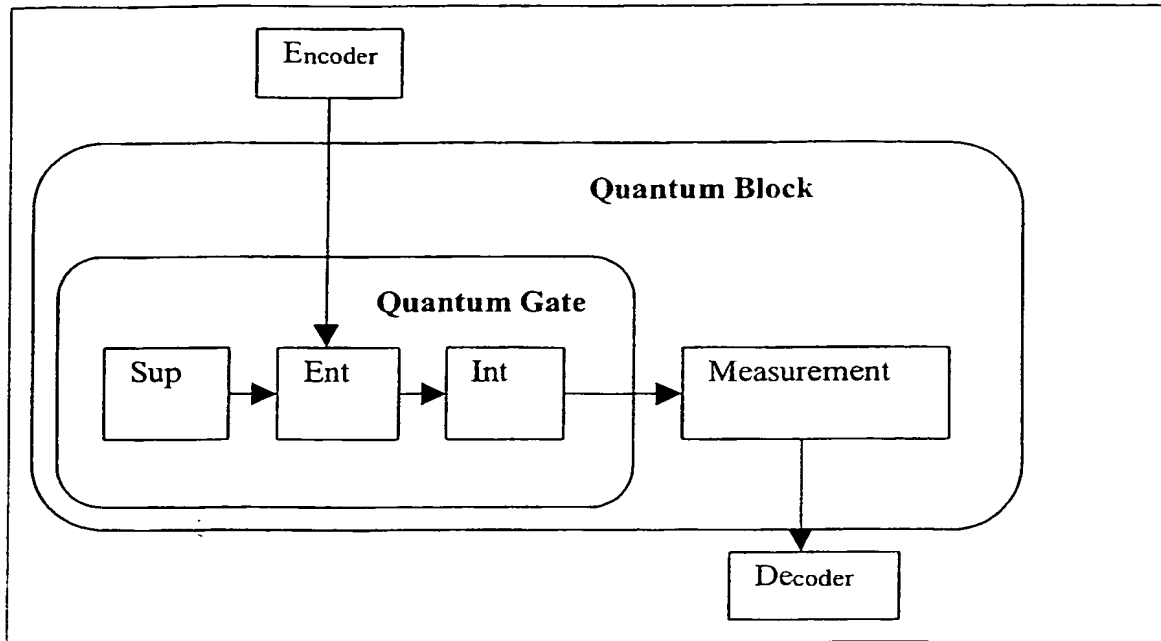 Encoder
Quantum Block
Quantum Gate
Sup
Ent
Int
Measurement
Decoder